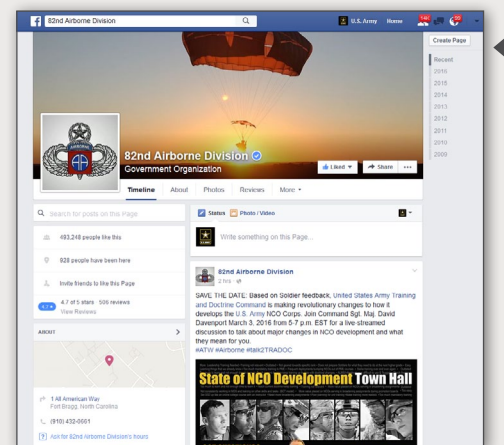 82nd Airborne Division
U.S. Army Home
Create Page
Recent
2016
2015
2014
2013
2012
2011
2010
2000
AIRBORNE
82nd Airborne Division
Government Organization
Liked Share
Timeline About Photos Reviews More
Search for posts on this Page
493,248 people like this
928 people have been here
Invite friends to like this Page
4.7 of 5 stars · 506 reviews
View Reviews
ABOUT
1 All American Way
Fort Bragg, North Carolina
(910) 432-0661
Ask for 82nd Airborne Division's hours
Status Photo / Video
Write something on this Page...
82nd Airborne Division
2 hrs
SAVE THE DATE: Based on Soldier feedback, United States Army Training
and Doctrine Command is making revolutionary changes to how it
develops the U.S. Army NCO Corps. Join Command Sgt. Maj. David
Davenport March 3, 2016 from 5-7 p.m. EST for a live-streamed
discussion to talk about major changes in NCO development and what
they mean for you.
#ATW #Airborne #talk2TRADOC
State of NCO Development Town Hall